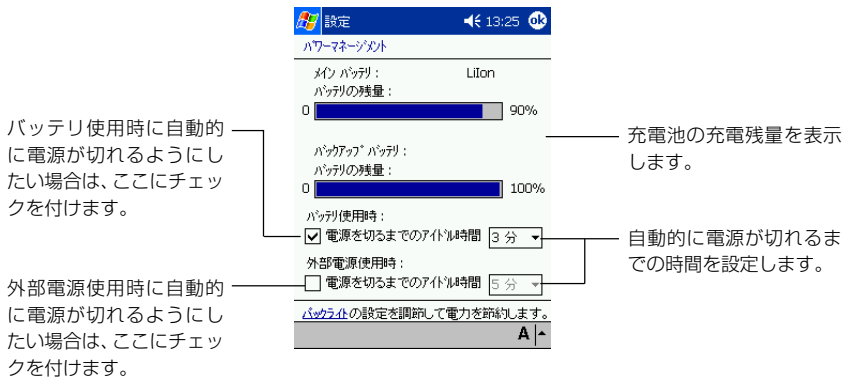 設定
13:25
ok
パワーマネージメント
メイン バッテリ :
LiIon
バッテリの残量 :
0
90%
バックアップ バッテリ :
バッテリの残量 :
0
100%
バッテリ使用時 :
電源を切るまでのアイドル時間
3 分
外部電源使用時 :
電源を切るまでのアイドル時間
5 分
バックライトの設定を調節して電力を節約します。
A
バッテリ使用時に自動的
に電源が切れるようにし
たい場合は、ここにチェッ
クを付けます。
外部電源使用時に自動的
に電源が切れるようにし
たい場合は、ここにチェッ
クを付けます。
充電池の充電残量を表示
します。
自動的に電源が切れるま
での時間を設定します。